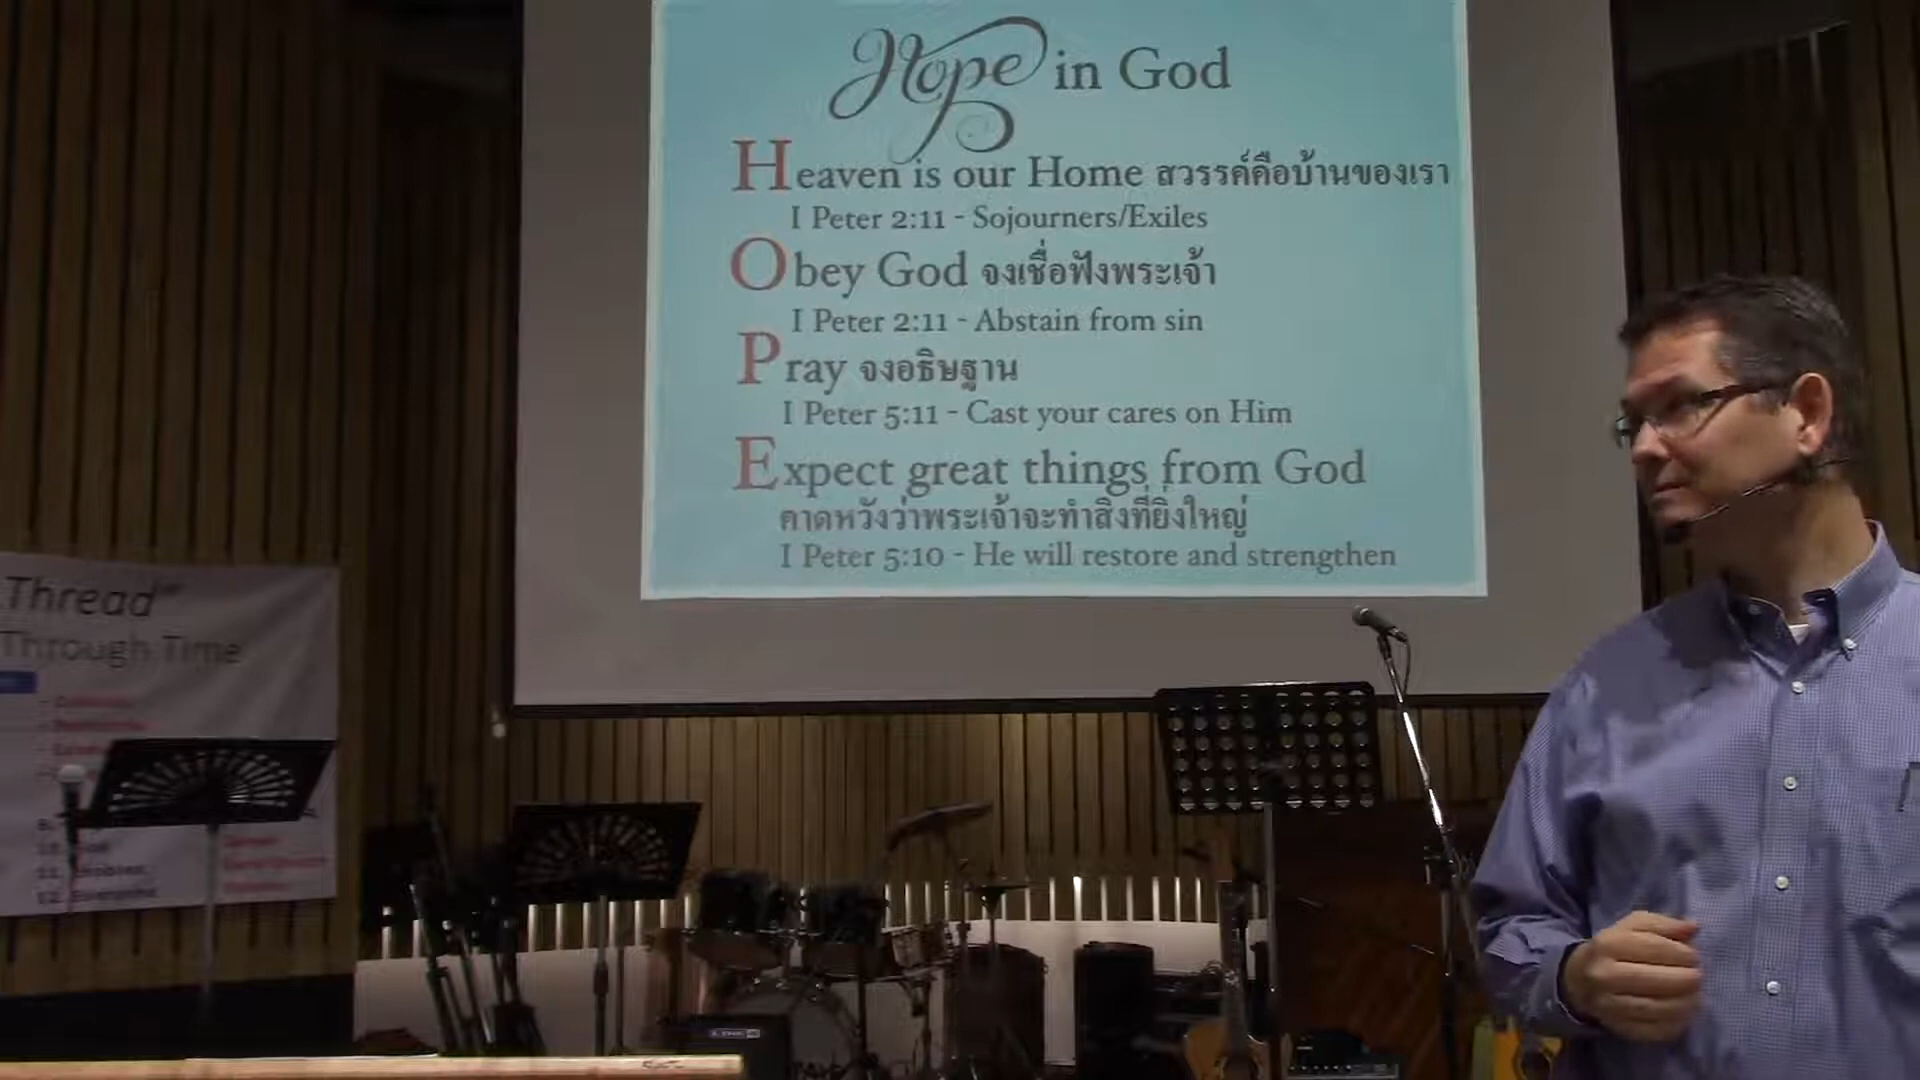 Hope in God
Heaven is our Home สวรรค์คือบ้านของเรา
I Peter 2:11 - Sojourners/Exiles
Obey God จงเชื่อฟังพระเจ้า
I Peter 2:11 - Abstain from sin
Pray จงอธิษฐาน
I Peter 5:11 - Cast your cares on Him
Expect great things from God
คาดหวังว่าพระเจ้าจะทำสิ่งที่ยิ่งใหญ่
I Peter 5:10 - He will restore and strengthen
Thread"
Through Time
11.
12.